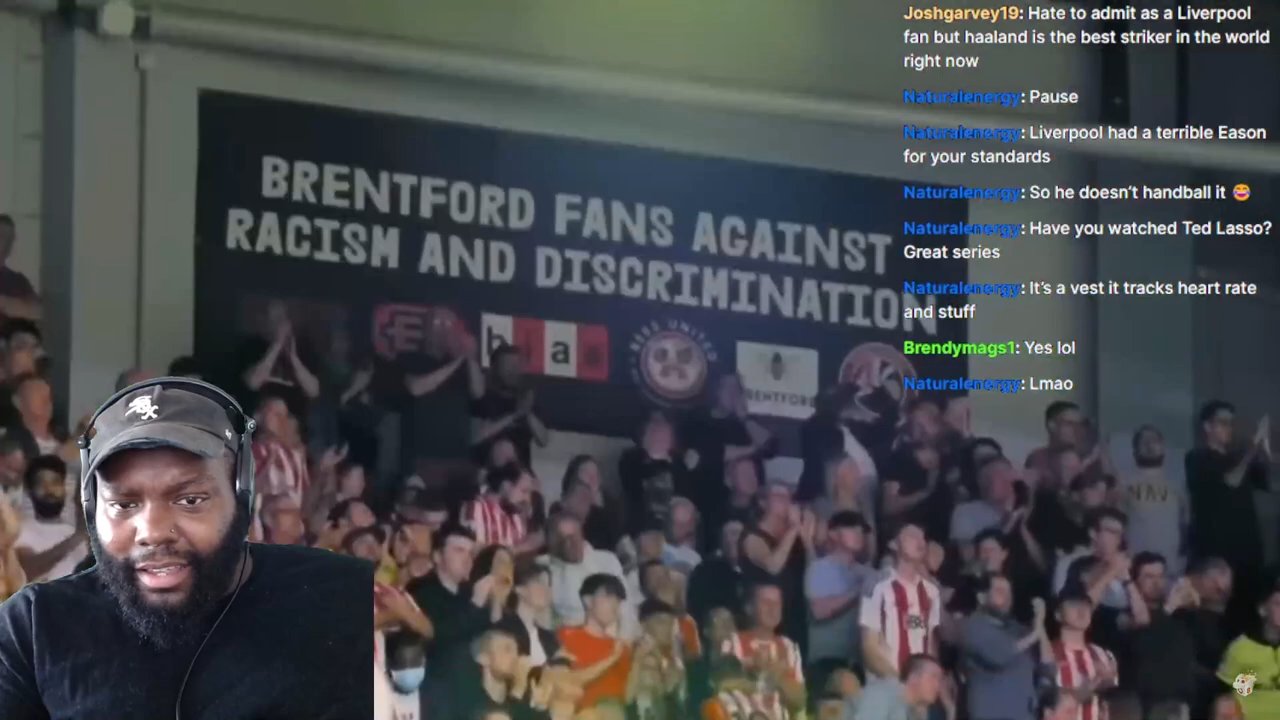 Joshgarvey19: Hate to admit as a Liverpool
fan but haaland is the best striker in the world
right now
Naturalenergy: Pause
Naturalenergy: Liverpool had a terrible Eason
for your standards
Naturalenergy: So he doesn't handball it 😂
Naturalenergy: Have you watched Ted Lasso?
Great series
Naturalenergy: It's a vest it tracks heart rate
and stuff
Brendymags1: Yes lol
Naturalenergy: Lmao
BRENTFORD FANS AGAINST
RACISM AND DISCRIMINATION
BEES UNITED
BRENTFORD
NAVY